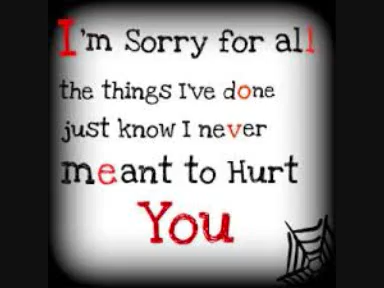 I'm Sorry for all
the things I've done
just know I never
meant to Hurt
You